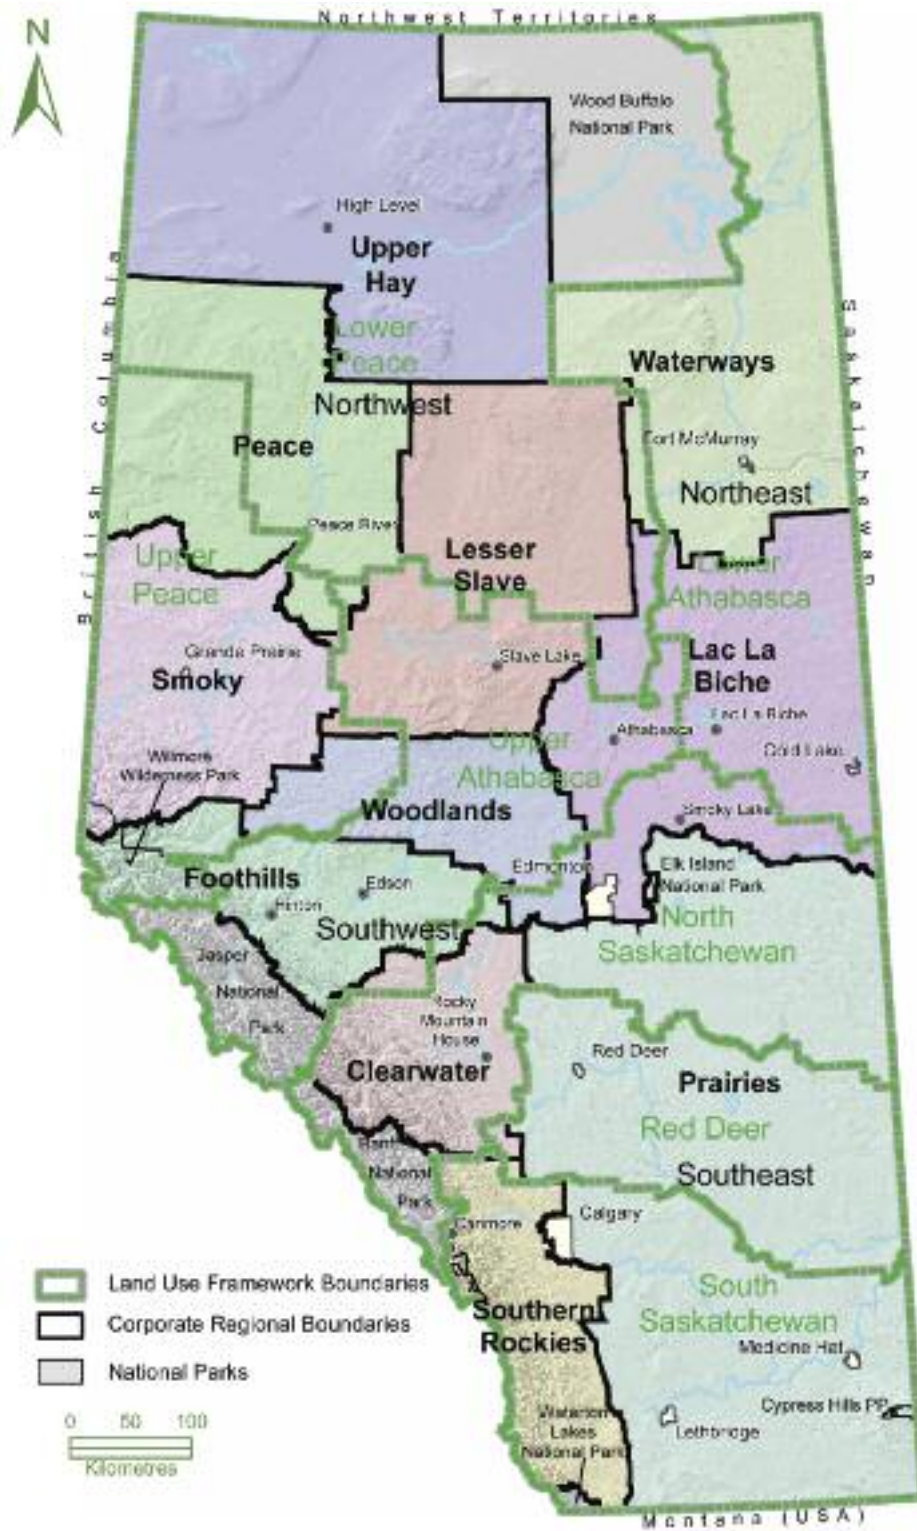 Northwest Territories
N
Wood Buffalo
National Park
High Level
Upper
Hay
British Columbia
Saskatchewan
Lower
Peace
Waterways
Northwest
Peace
Fort McMurray
Northeast
Peace River
Upper
Peace
Lesser
Slave
Lower
Athabasca
Grande Prairie
Smoky
Slave Lake
Lac La
Biche
Lac La Biche
Athabasca
Cold Lake
Willmore
Wilderness Park
Upper
Athabasca
Woodlands
Smoky Lake
Foothills
Edson
Edmonton
Elk Island
National Park
Hinton
Southwest
North
Saskatchewan
Jasper
National
Park
Rocky
Mountain
House
Clearwater
Red Deer
Prairies
Red Deer
Southeast
Banff
National
Park
Canmore
Calgary
Land Use Framework Boundaries
Corporate Regional Boundaries
National Parks
0 50 100
Kilometres
Southern
Rockies
South
Saskatchewan
Medicine Hat
Cypress Hills PP
Lethbridge
Waterton
Lakes
National Park
Montana (USA)